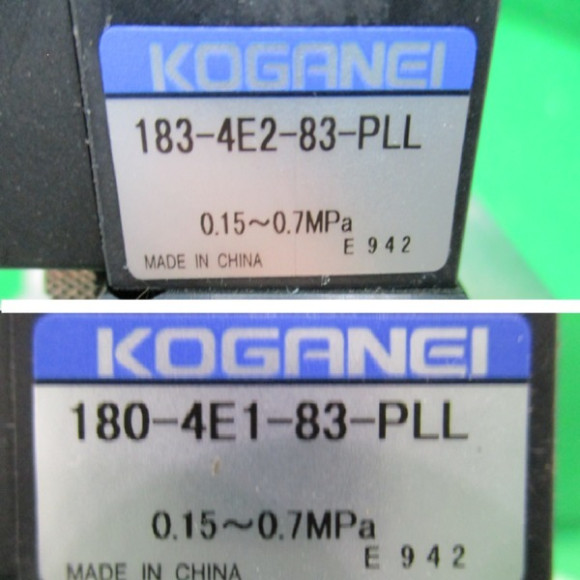 KOGANEI
183-4E2-83-PLL
0.15～0.7MPa
E 942
MADE IN CHINA
KOGANEI
180-4E1-83-PLL
0.15～0.7MPa
E 942
MADE IN CHINA